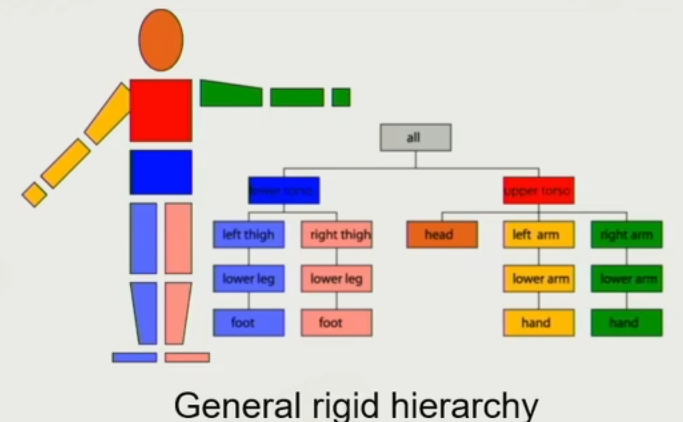 all
lower torso
upper torso
left thigh
right thigh
head
left arm
right arm
lower leg
lower leg
lower arm
lower arm
foot
foot
hand
hand
General rigid hierarchy